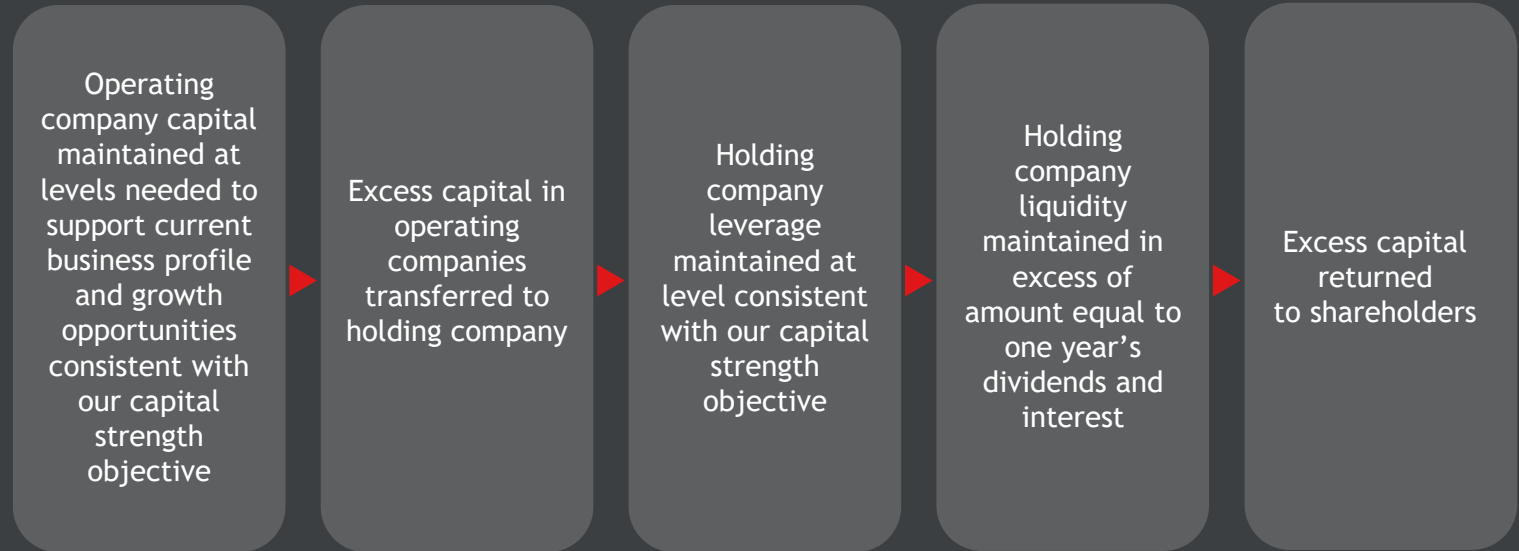 Operating
company capital
maintained at
levels needed to
support current
business profile
and growth
opportunities
consistent with
our capital
strength
objective
Excess capital in
operating
companies
transferred to
holding company
Holding
company
leverage
maintained at
level consistent
with our capital
strength
objective
Holding
company
liquidity
maintained in
excess of
amount equal to
one year’s
dividends and
interest
Excess capital
returned
to shareholders